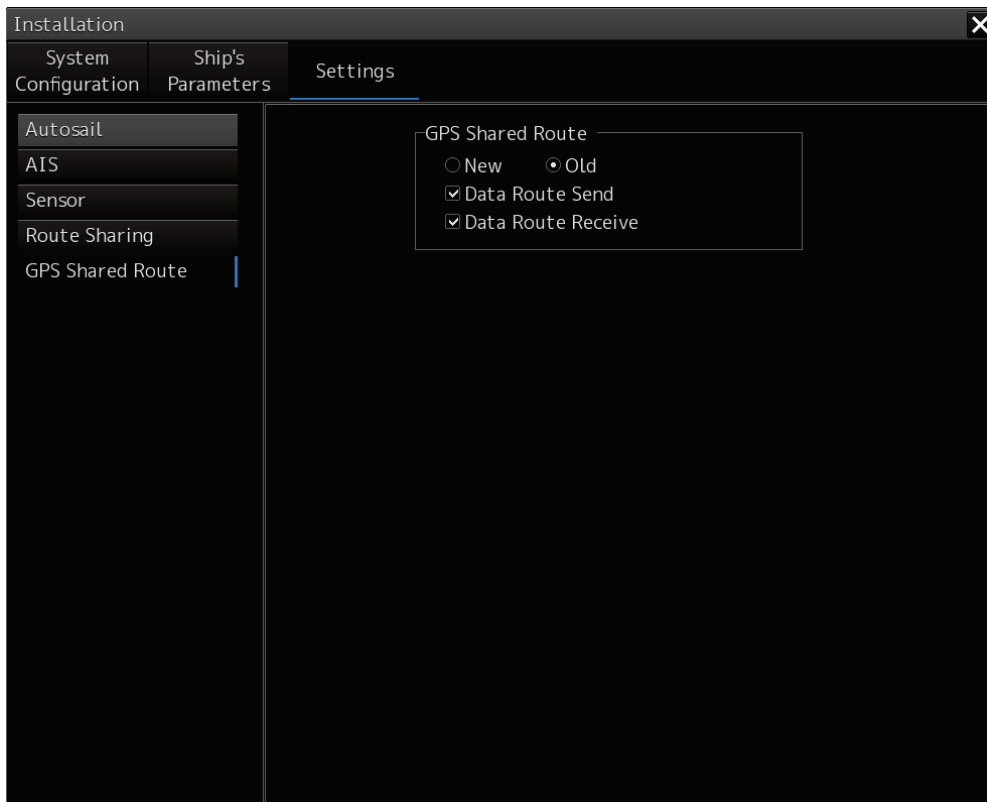 Installation
System
Configuration
Ship's
Parameters
Settings
Autosail
AIS
Sensor
Route Sharing
GPS Shared Route
GPS Shared Route
New
Old
Data Route Send
Data Route Receive